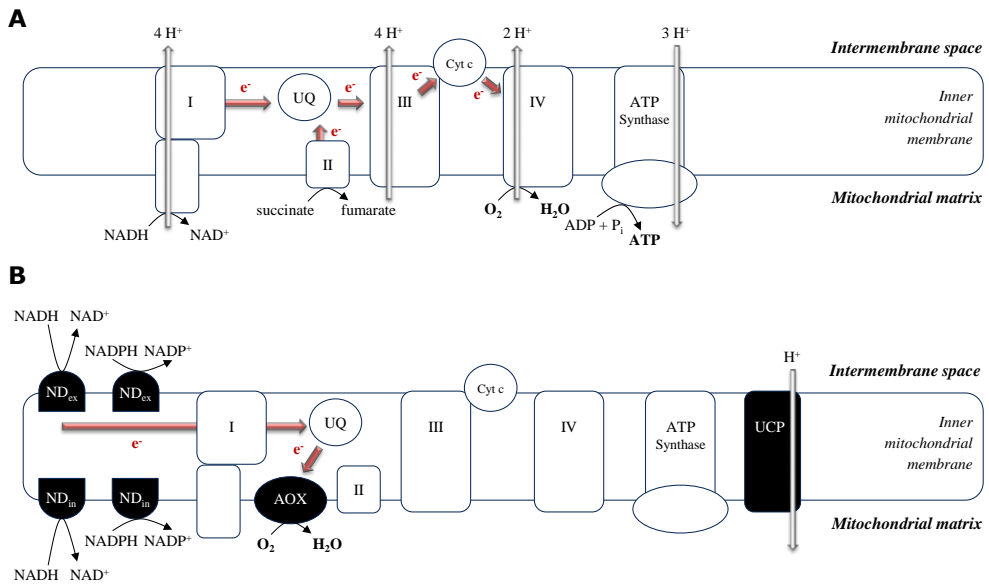 A
4 H⁺ 4 H⁺ 2 H⁺ 3 H⁺
Intermembrane space
Cyt c
I e⁻ UQ e⁻ III e⁻ e⁻ IV ATP
Synthase
Inner
mitochondrial
membrane
e⁻
II
succinate fumarate O₂ H₂O
Mitochondrial matrix
NADH NAD⁺ ADP + Pᵢ
ATP
B
NADH NAD⁺
NADPH NADP⁺ H⁺
Intermembrane space
NDₑₓ NDₑₓ Cyt c
I UQ III IV ATP
Synthase
UCP
Inner
mitochondrial
membrane
e⁻ e⁻
NDᵢₙ NDᵢₙ AOX II
NADPH NADP⁺ O₂ H₂O
Mitochondrial matrix
NADH NAD⁺